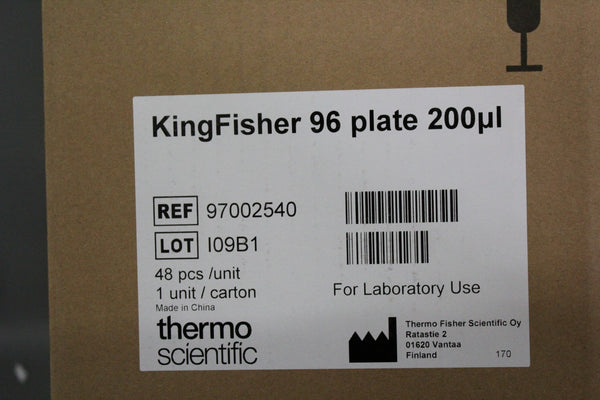 KingFisher 96 plate 200µl
REF 97002540
LOT I09B1
48 pcs /unit
1 unit / carton
For Laboratory Use
Made in China
thermo
scientific
Thermo Fisher Scientific Oy
Ratastie 2
01620 Vantaa
Finland
170